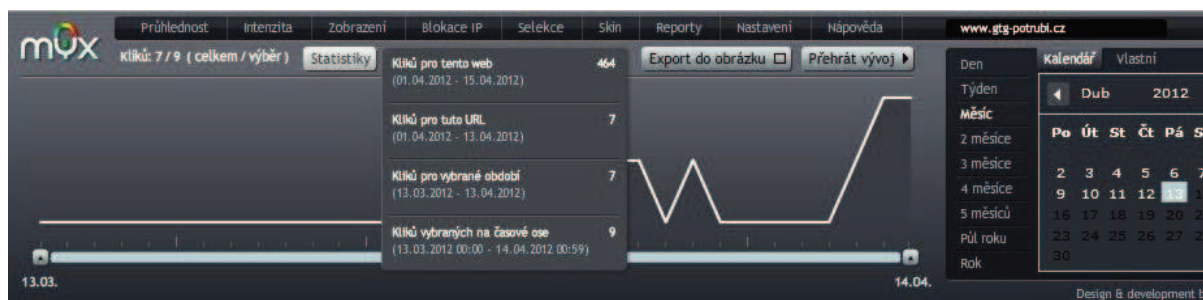 myx
Průhlednost Intenzita Zobrazení Blokace IP Selekce Skin Reporty Nastavení Nápověda
www.gtg-potrubi.cz
Kliků: 7 / 9 ( celkem / výběr ) Statistiky
Kliků pro tento web 464
(01.04.2012 - 15.04.2012)
Kliků pro tuto URL 7
(01.04.2012 - 13.04.2012)
Kliků pro vybrané období 7
(13.03.2012 - 13.04.2012)
Kliků vybraných na časové ose 9
(13.03.2012 00:00 - 14.04.2012 00:59)
Export do obrázku Přehrát vývoj
13.03. 14.04.
Den
Týden
Měsíc
2 měsíce
3 měsíce
4 měsíce
5 měsíců
Půl roku
Rok
Kalendář Vlastní
Dub 2012
Po Út St Čt Pá S
2 3 4 5 6 7
9 10 11 12 13
16 17 18 19 20
23 24 25 26 27
30
Design & development